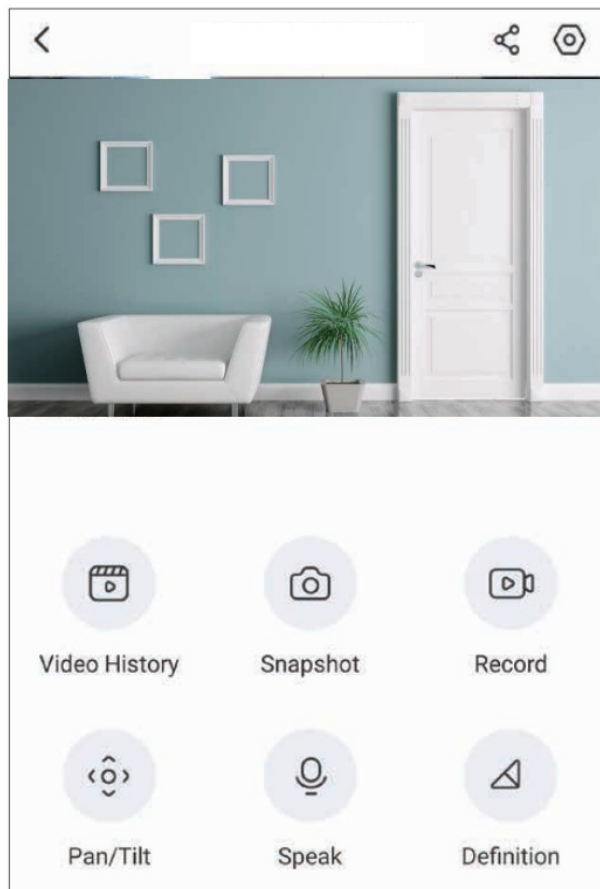 Video History
Snapshot
Record
Pan/Tilt
Speak
Definition